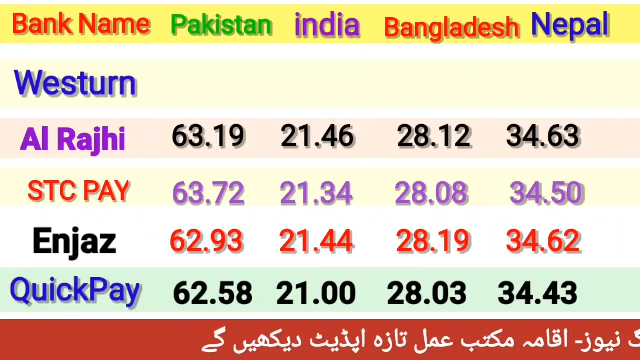 Bank Name Pakistan india Bangladesh Nepal
Westurn
Al Rajhi 63.19 21.46 28.12 34.63
STC PAY 63.72 21.34 28.08 34.50
Enjaz 62.93 21.44 28.19 34.62
QuickPay 62.58 21.00 28.03 34.43
نیوز- اقامہ مکتب عمل تازہ اپڈیٹ دیکھیں گے